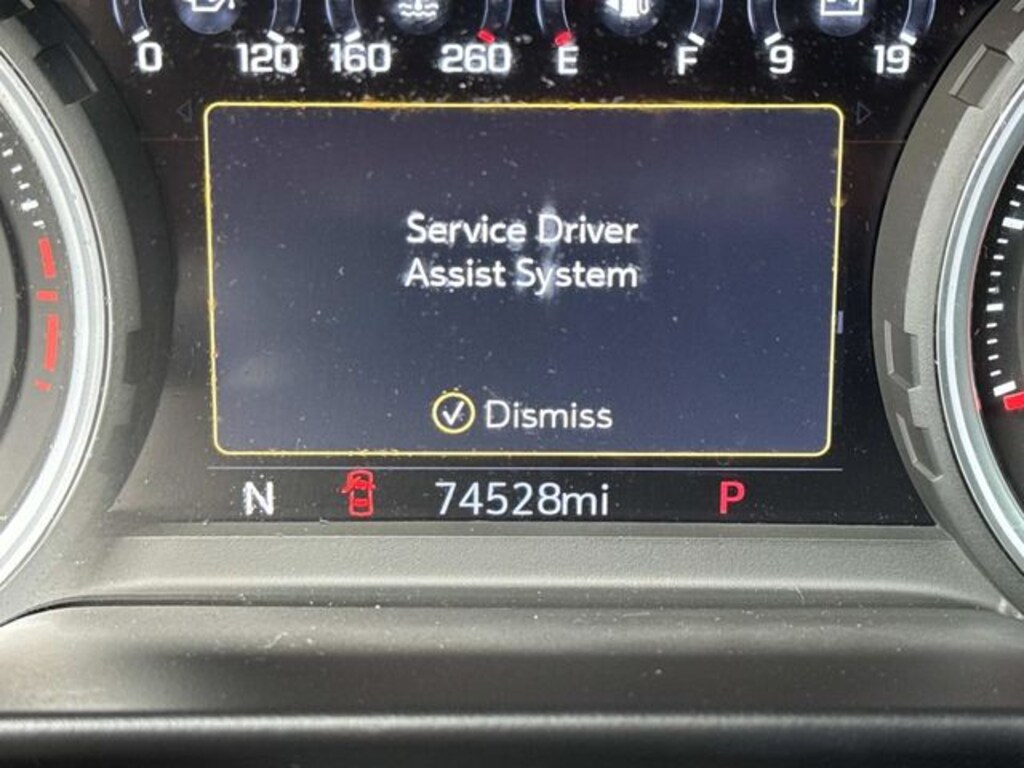 0 120 160 260 E F 9 19
Service Driver
Assist System
Dismiss
N 74528mi P